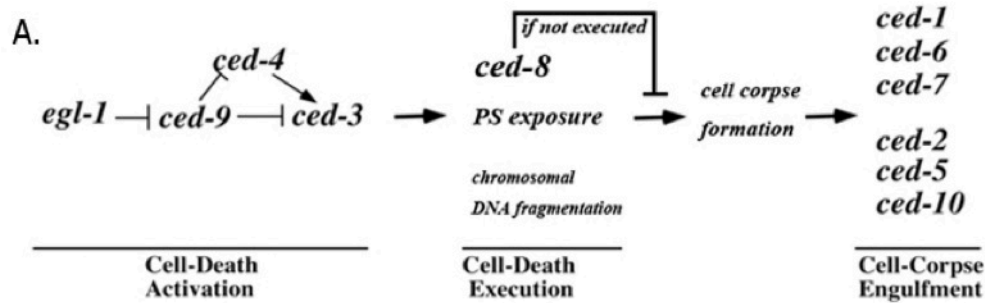 A.
if not executed
ced-4
ced-8
egl-1 ced-9 ced-3
PS exposure
chromosomal
DNA fragmentation
cell corpse
formation
ced-1
ced-6
ced-7
ced-2
ced-5
ced-10
Cell-Death
Activation
Cell-Death
Execution
Cell-Corpse
Engulfment